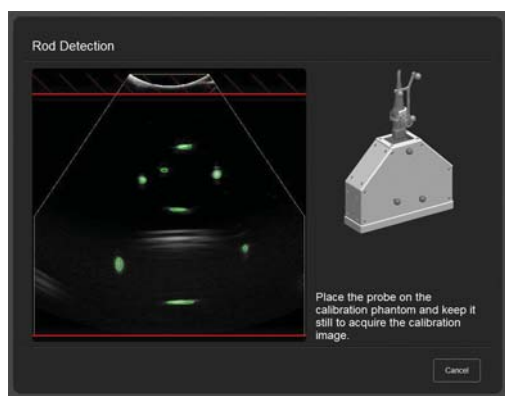 Rod Detection
Place the probe on the
calibration phantom and keep it
still to acquire the calibration
image.
Cancel